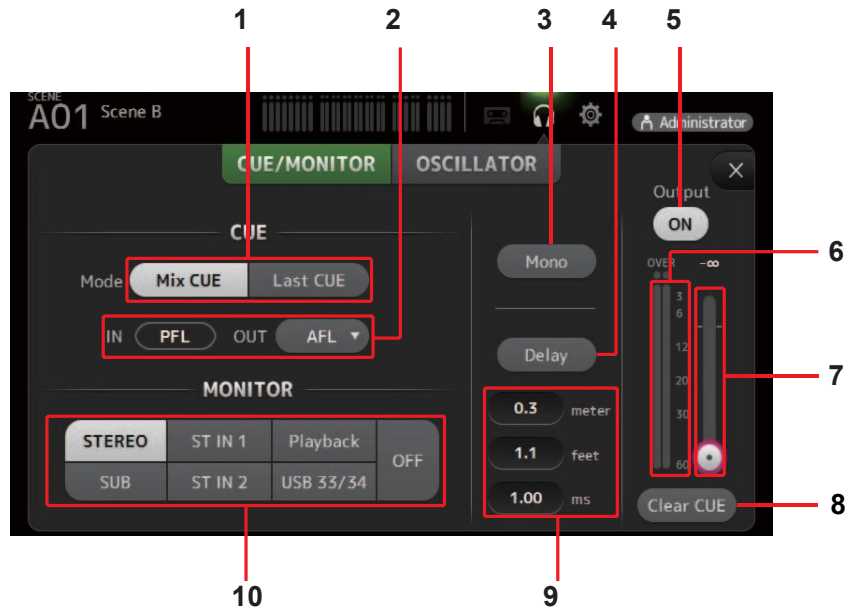 1 2 3 4 5
SCENE
A01 Scene B
Administrator
CUE/MONITOR OSCILLATOR
Output
ON
CUE
Mode Mix CUE Last CUE
Mono
OVER -∞
6
3
6
IN PFL OUT AFL
12
Delay
7
20
MONITOR
0.3 meter
30
STEREO ST IN 1 Playback OFF
1.1 feet
60
SUB ST IN 2 USB 33/34
1.00 ms
Clear CUE
8
10 9